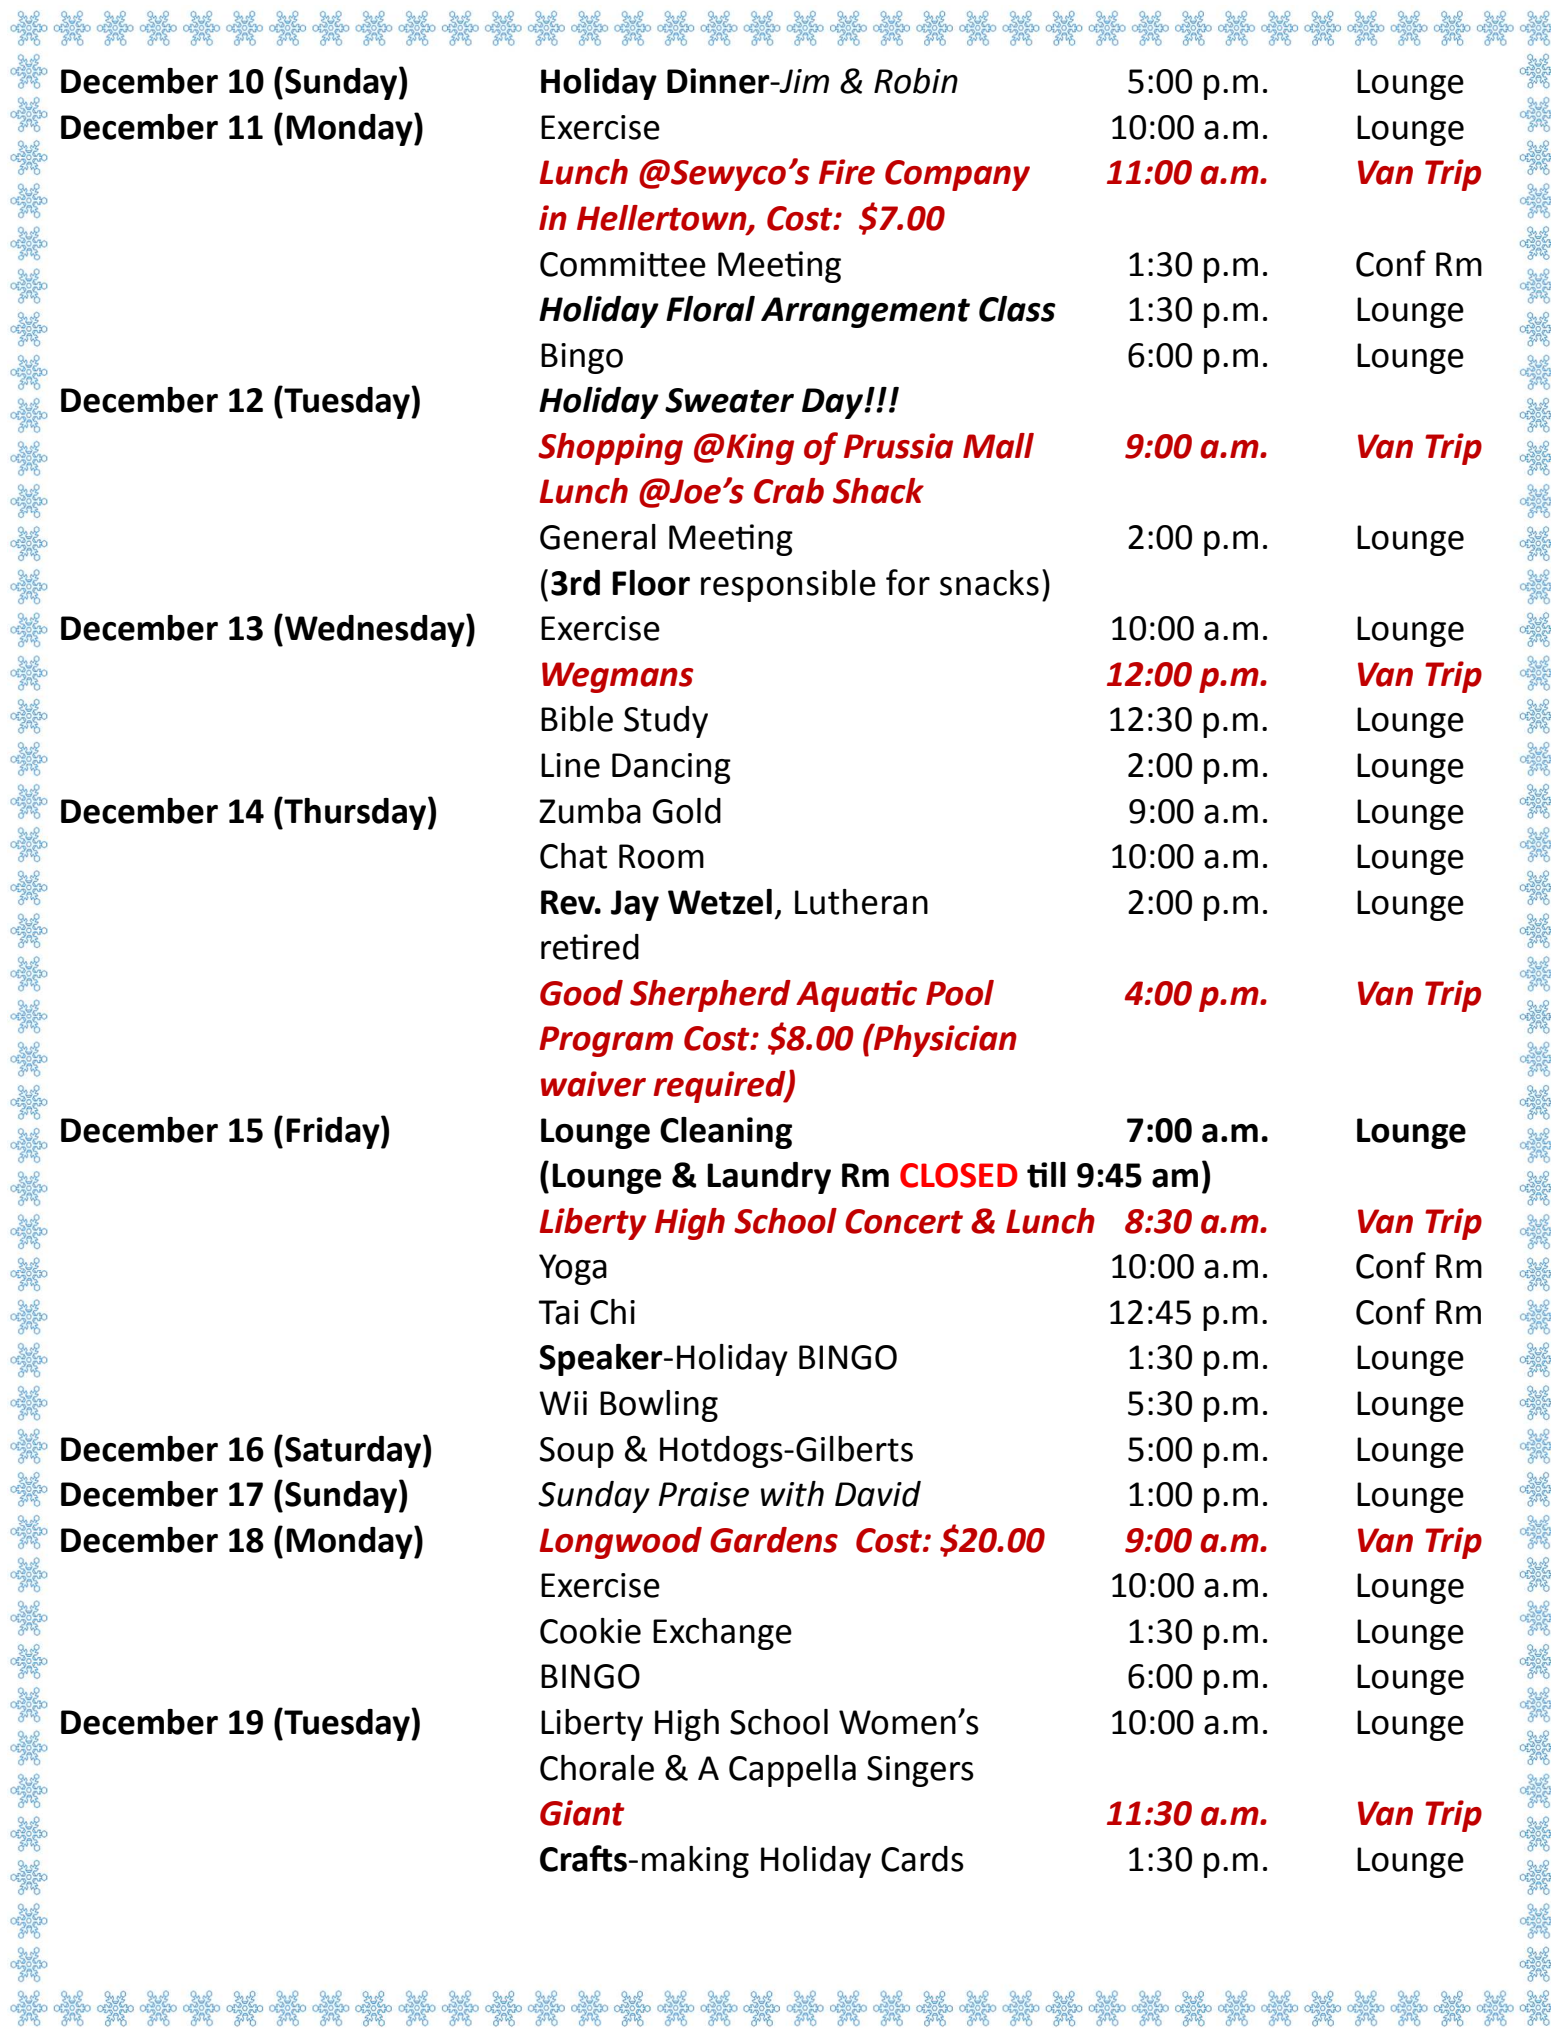 December 10 (Sunday) Holiday Dinner-Jim & Robin 5:00 p.m. Lounge
December 11 (Monday) Exercise 10:00 a.m. Lounge
Lunch @Sewyco's Fire Company 11:00 a.m. Van Trip
in Hellertown, Cost: $7.00
Committee Meeting 1:30 p.m. Conf Rm
Holiday Floral Arrangement Class 1:30 p.m. Lounge
Bingo 6:00 p.m. Lounge
December 12 (Tuesday) Holiday Sweater Day!!!
Shopping @King of Prussia Mall 9:00 a.m. Van Trip
Lunch @Joe's Crab Shack
General Meeting 2:00 p.m. Lounge
(3rd Floor responsible for snacks)
December 13 (Wednesday) Exercise 10:00 a.m. Lounge
Wegmans 12:00 p.m. Van Trip
Bible Study 12:30 p.m. Lounge
Line Dancing 2:00 p.m. Lounge
December 14 (Thursday) Zumba Gold 9:00 a.m. Lounge
Chat Room 10:00 a.m. Lounge
Rev. Jay Wetzel, Lutheran 2:00 p.m. Lounge
retired
Good Sherpherd Aquatic Pool 4:00 p.m. Van Trip
Program Cost: $8.00 (Physician
waiver required)
December 15 (Friday) Lounge Cleaning 7:00 a.m. Lounge
(Lounge & Laundry Rm CLOSED till 9:45 am)
Liberty High School Concert & Lunch 8:30 a.m. Van Trip
Yoga 10:00 a.m. Conf Rm
Tai Chi 12:45 p.m. Conf Rm
Speaker-Holiday BINGO 1:30 p.m. Lounge
Wii Bowling 5:30 p.m. Lounge
December 16 (Saturday) Soup & Hotdogs-Gilberts 5:00 p.m. Lounge
December 17 (Sunday) Sunday Praise with David 1:00 p.m. Lounge
December 18 (Monday) Longwood Gardens Cost: $20.00 9:00 a.m. Van Trip
Exercise 10:00 a.m. Lounge
Cookie Exchange 1:30 p.m. Lounge
BINGO 6:00 p.m. Lounge
December 19 (Tuesday) Liberty High School Women's 10:00 a.m. Lounge
Chorale & A Cappella Singers
Giant 11:30 a.m. Van Trip
Crafts-making Holiday Cards 1:30 p.m. Lounge